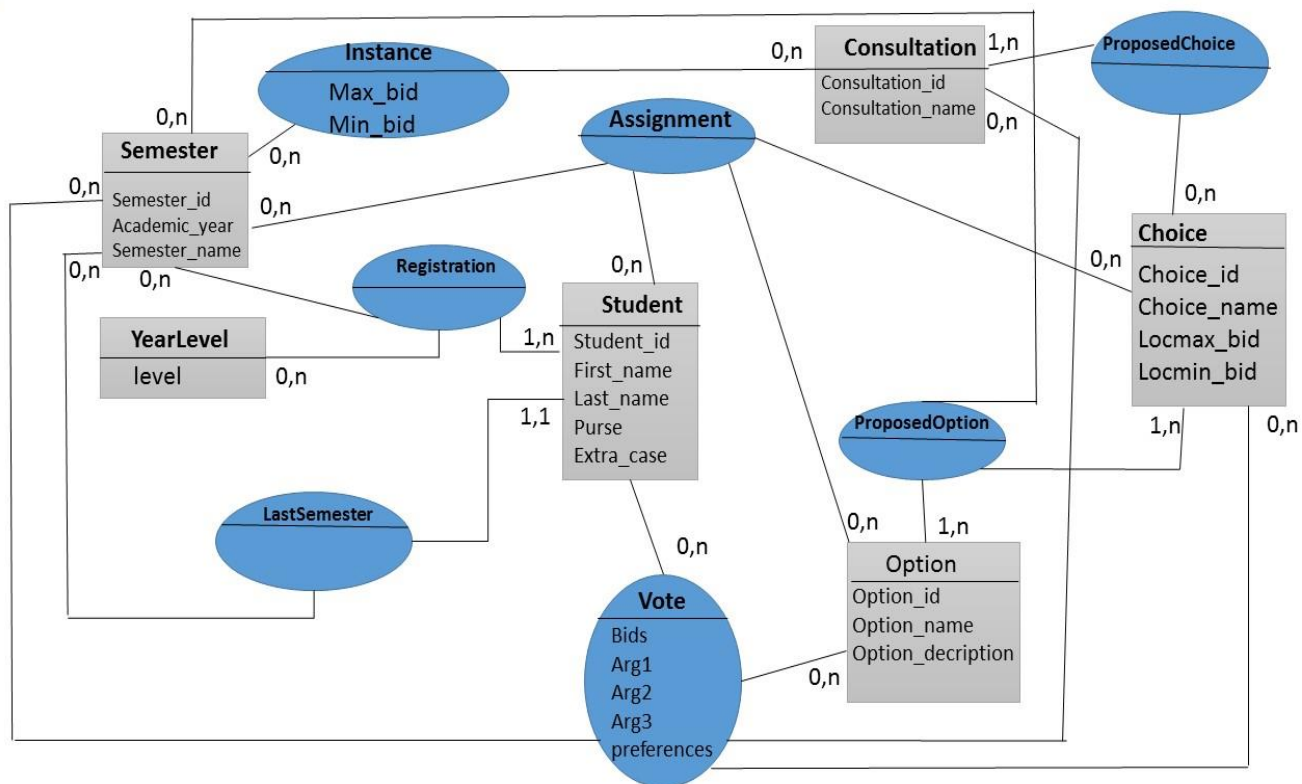 Instance
Max_bid
Min_bid
0,n
Consultation
Consultation_id
Consultation_name
1,n
ProposedChoice
0,n
0,n
Semester
Semester_id
Academic_year
Semester_name
0,n
0,n
0,n
0,n
0,n
Assignment
0,n
Choice
Choice_id
Choice_name
Locmax_bid
Locmin_bid
0,n
Registration
0,n
Student
Student_id
First_name
Last_name
Purse
Extra_case
1,n
1,1
YearLevel
level
0,n
ProposedOption
1,n
0,n
LastSemester
0,n
1,n
Option
Option_id
Option_name
Option_decription
0,n
Vote
Bids
Arg1
Arg2
Arg3
preferences
0,n